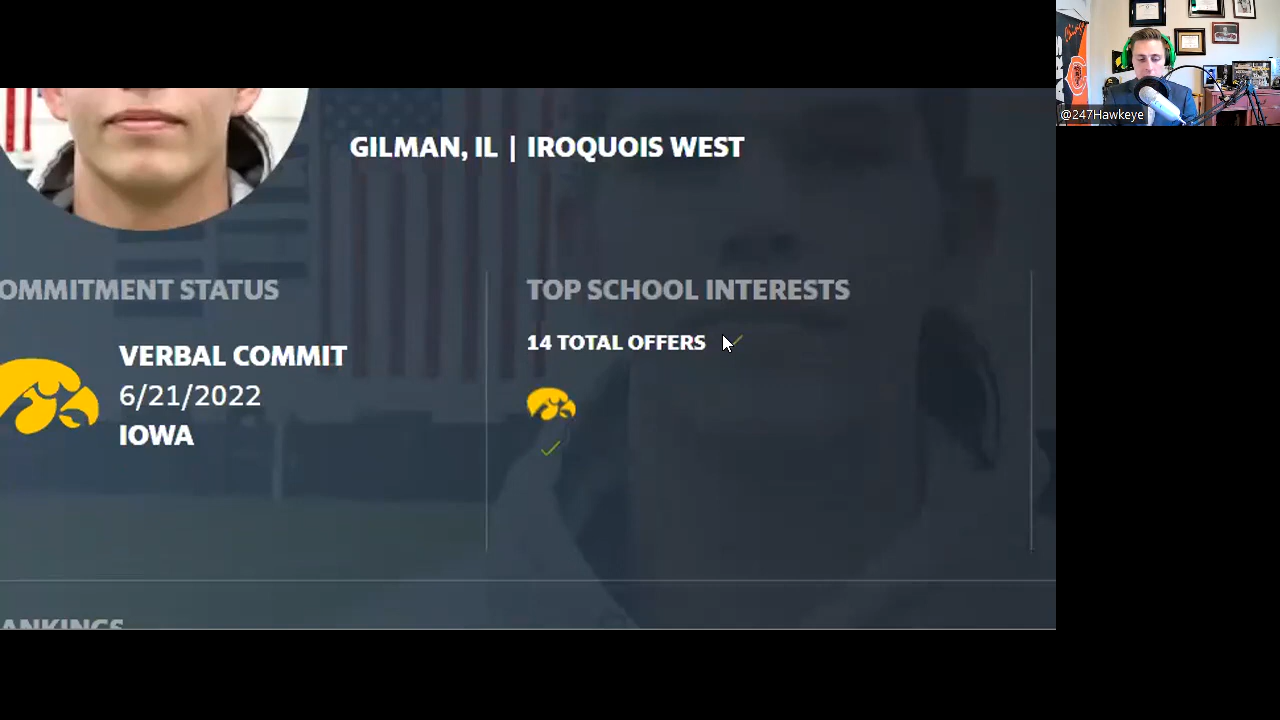 @247Hawkeye
GILMAN, IL | IROQUOIS WEST
OMMITMENT STATUS
VERBAL COMMIT
6/21/2022
IOWA
TOP SCHOOL INTERESTS
14 TOTAL OFFERS
ANKINGS